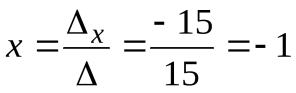 x = Δₓ/Δ = -15/15 = -1